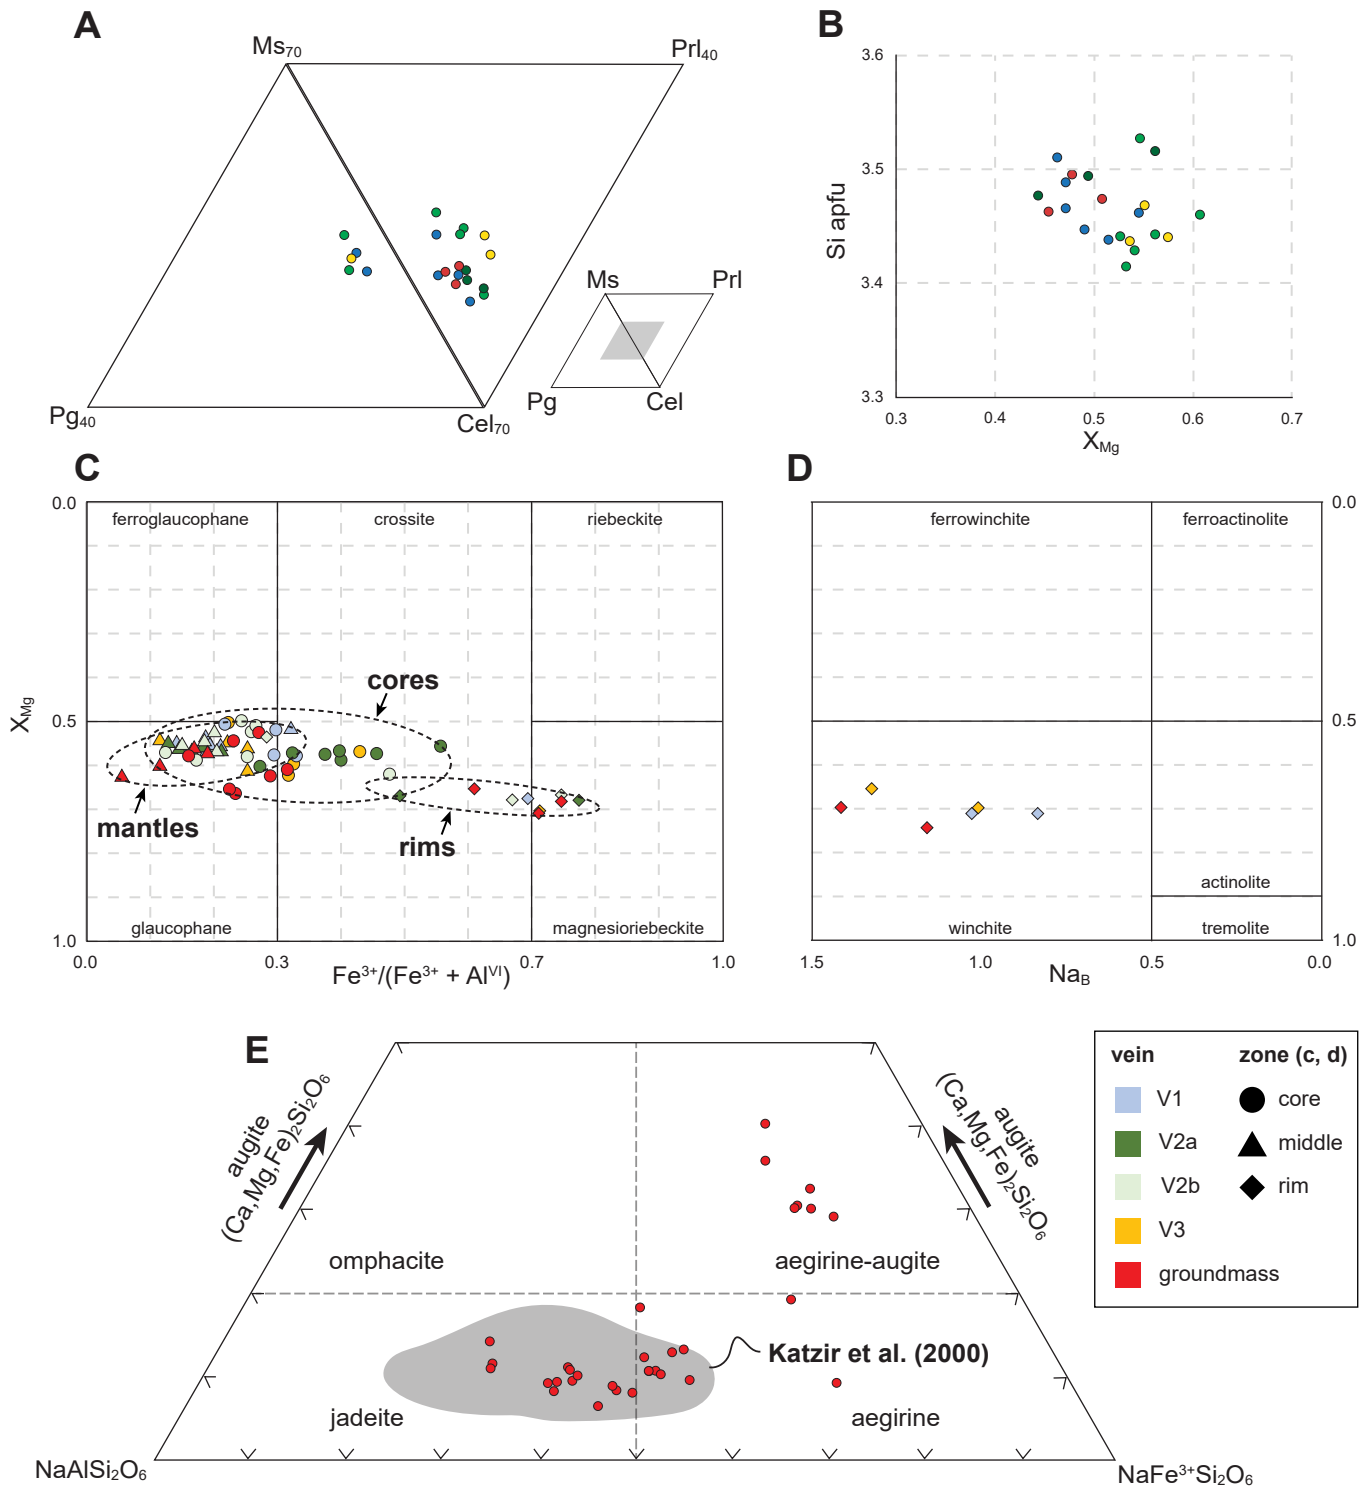 A
Ms₇₀
Prl₄₀
Pg₄₀
Cel₇₀
Ms
Prl
Pg
Cel
B
3.6
3.5
3.4
3.3
Si apfu
0.3
0.4
0.5
0.6
0.7
X_Mg
C
0.0
ferroglaucophane
crossite
riebeckite
X_Mg
0.5
cores
mantles
rims
glaucophane
magnesioriebeckite
1.0
0.0
0.3
0.7
1.0
Fe³⁺/(Fe³⁺ + Al^VI)
D
0.0
ferrowinchite
ferroactinolite
0.5
actinolite
winchite
tremolite
1.0
1.5
1.0
0.5
0.0
Na_B
E
augite
(Ca,Mg,Fe)₂Si₂O₆
augite
(Ca,Mg,Fe)₂Si₂O₆
omphacite
aegirine-augite
Katzir et al. (2000)
jadeite
aegirine
NaAlSi₂O₆
NaFe³⁺Si₂O₆
vein
zone (c, d)
V1
core
V2a
middle
V2b
rim
V3
groundmass